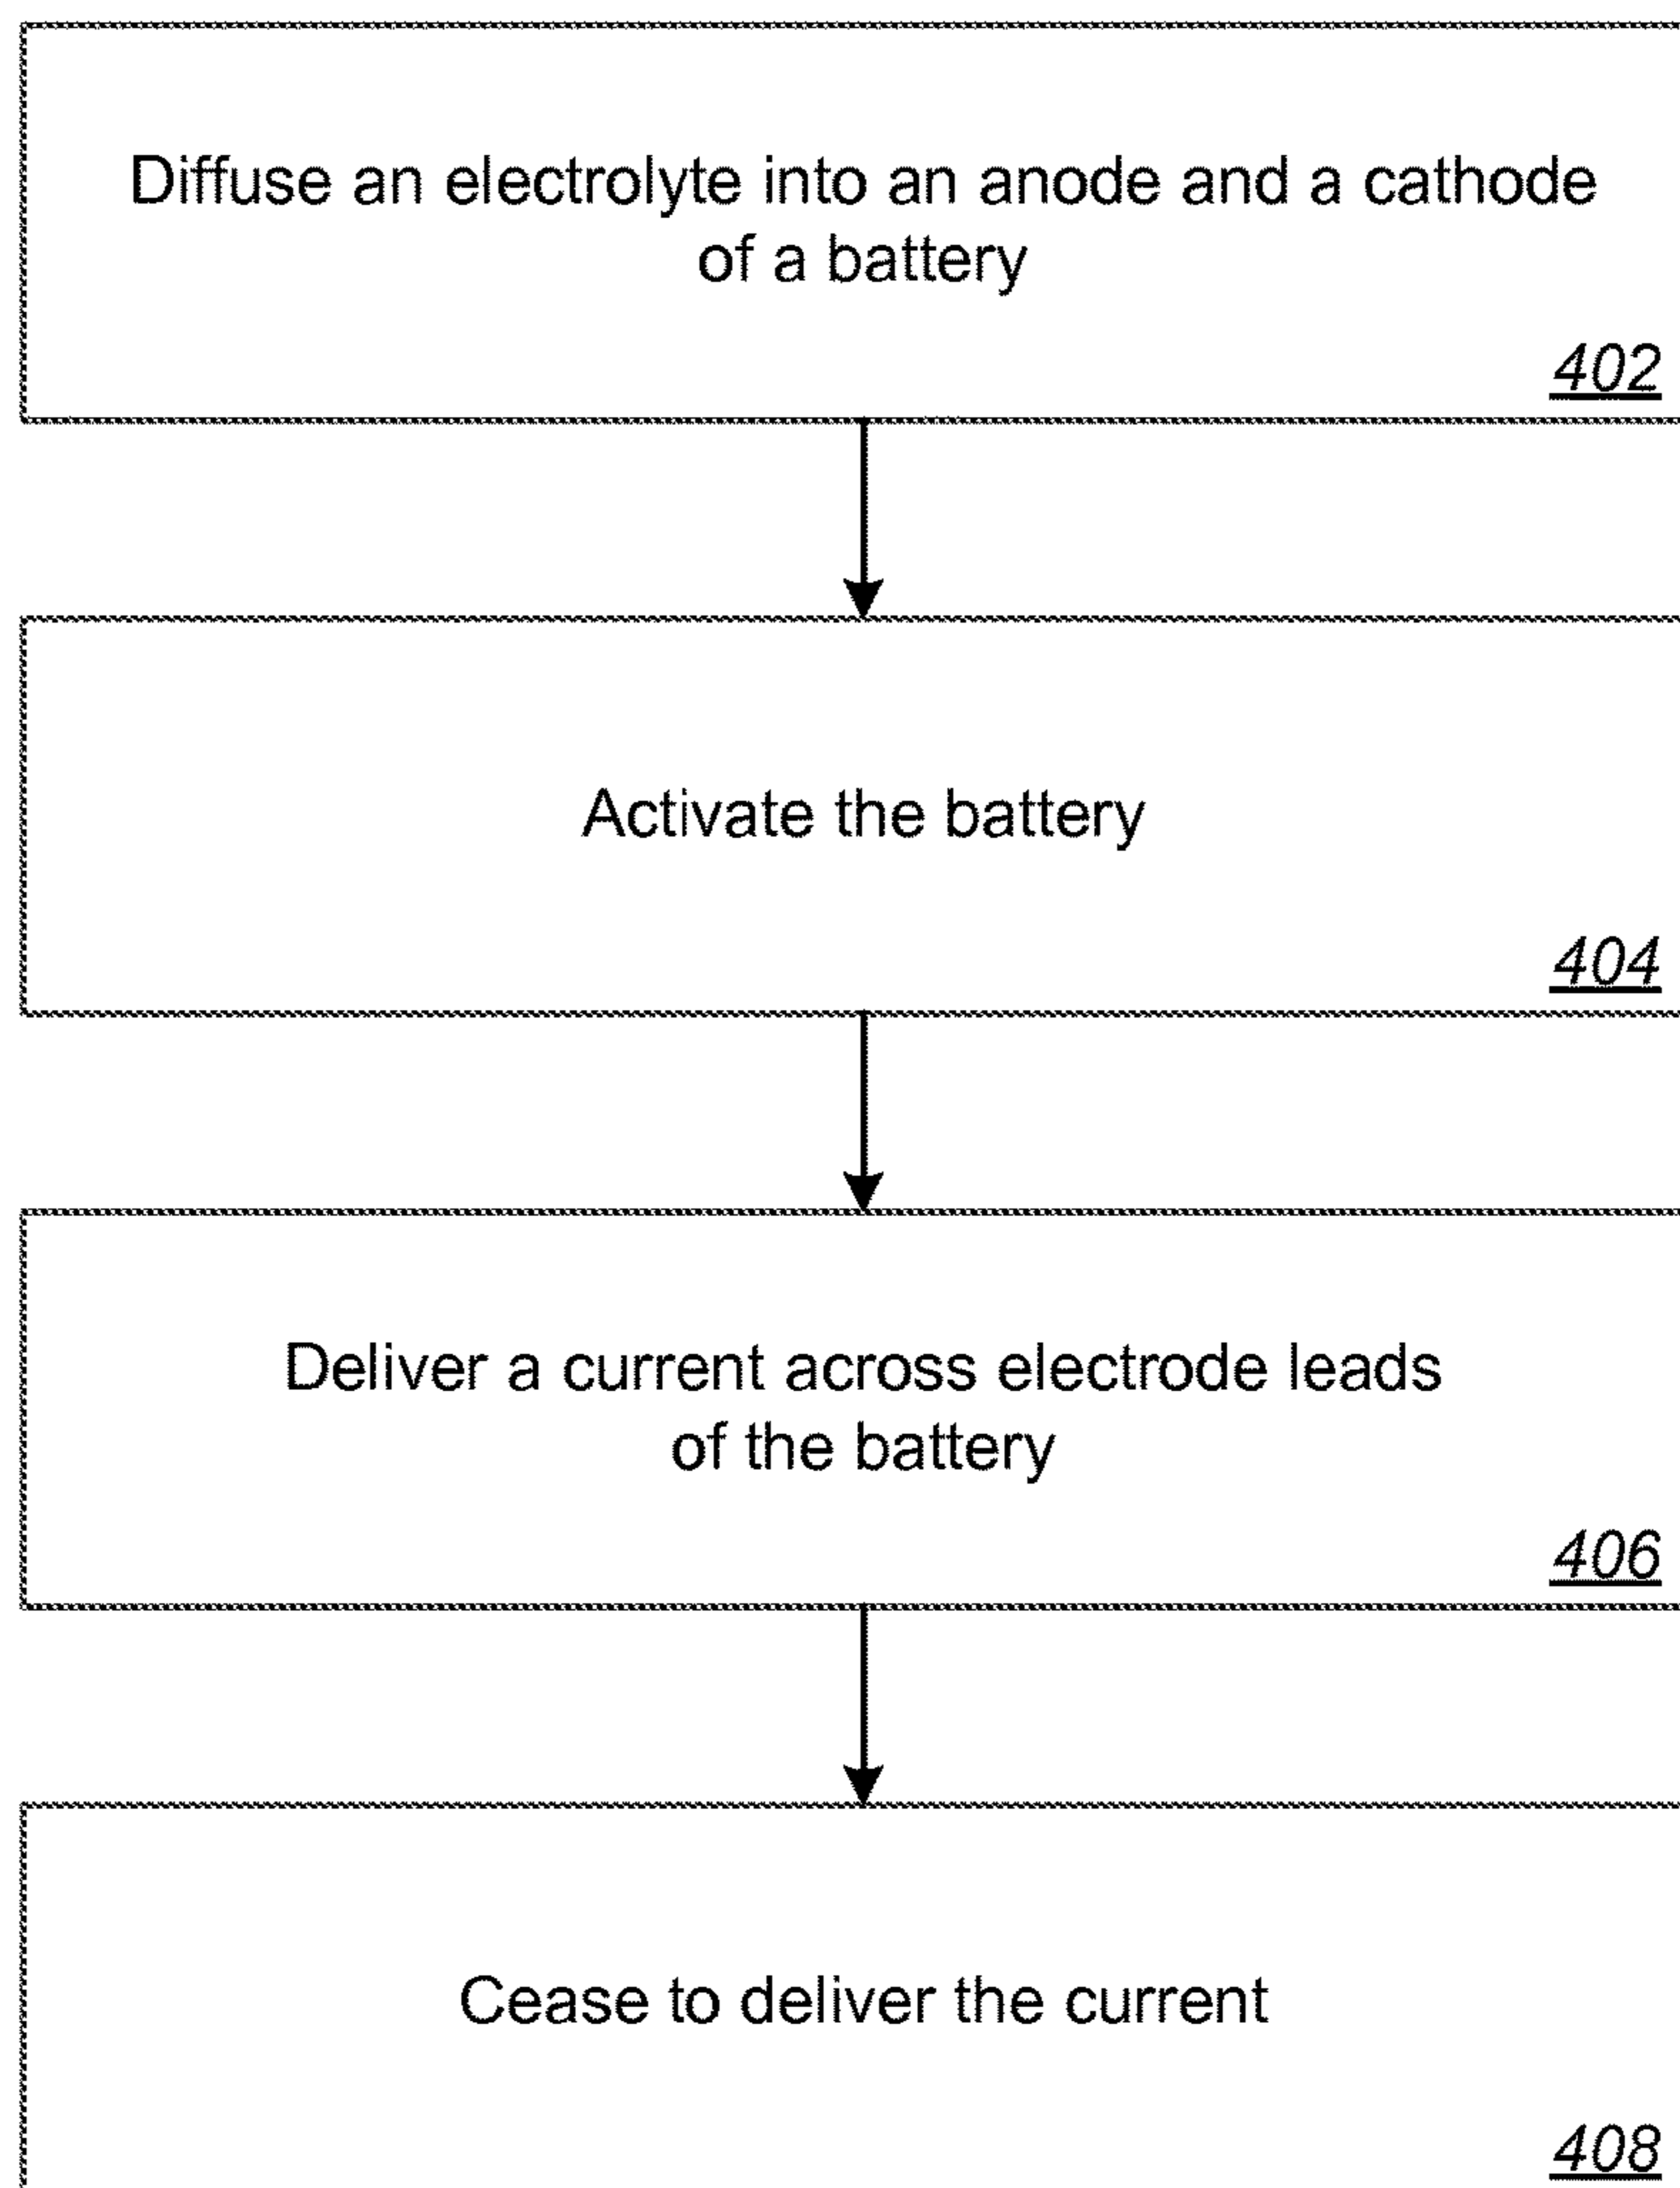 Diffuse an electrolyte into an anode and a cathode
of a battery
402
Activate the battery
404
Deliver a current across electrode leads
of the battery
406
Cease to deliver the current
408